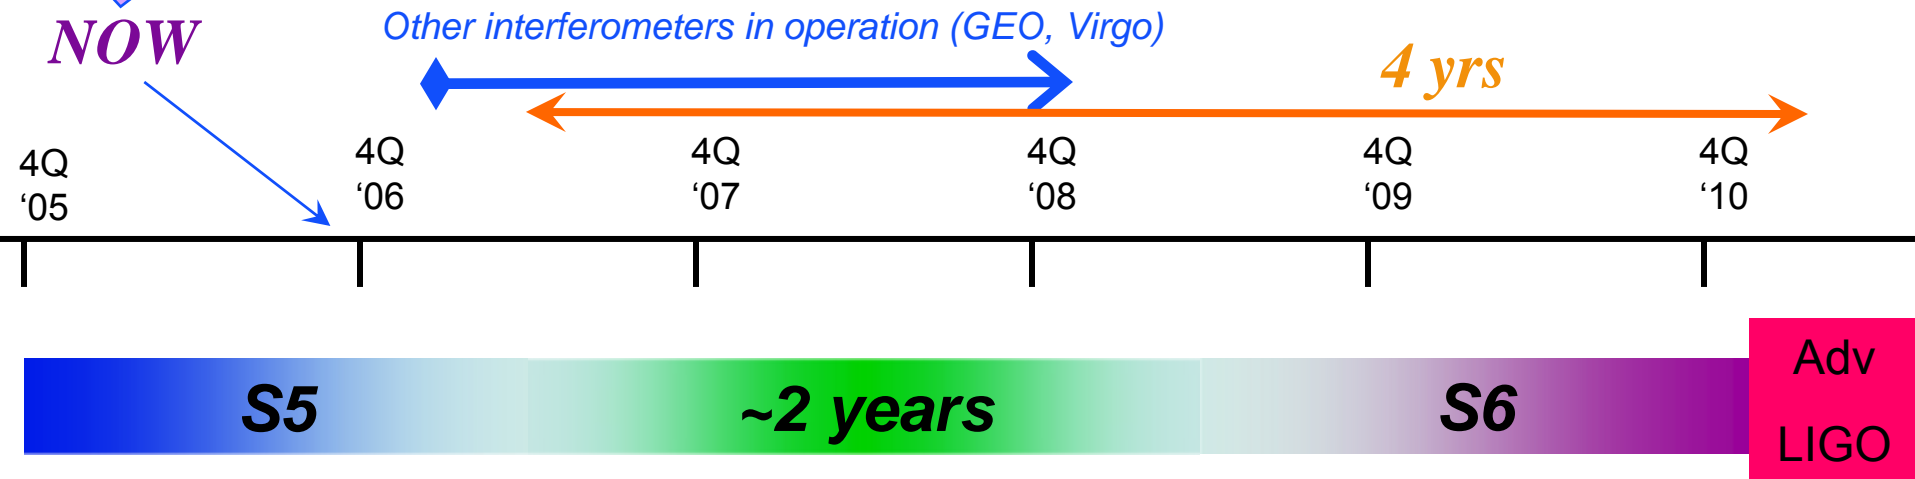 NOW
Other interferometers in operation (GEO, Virgo)
4 yrs
4Q
‘05
4Q
‘06
4Q
‘07
4Q
‘08
4Q
‘09
4Q
‘10
S5
~2 years
S6
Adv
LIGO